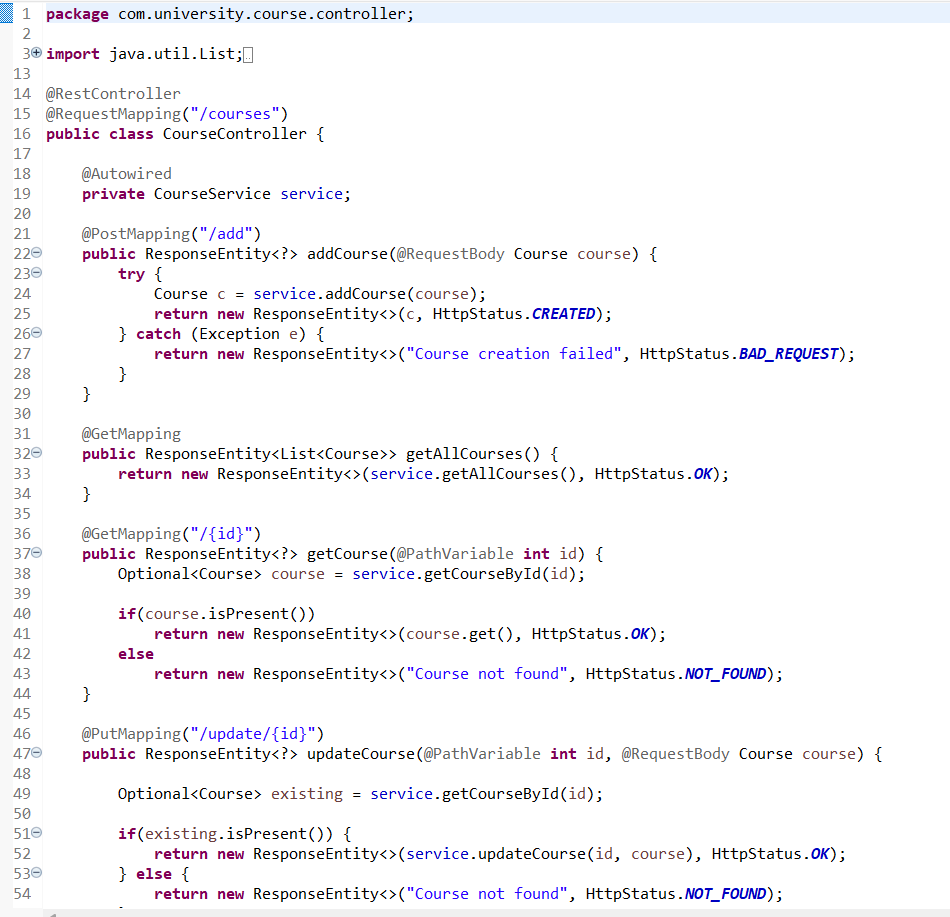 1 package com.university.course.controller;
2
3 import java.util.List;
13
14 @RestController
15 @RequestMapping("/courses")
16 public class CourseController {
17
18     @Autowired
19     private CourseService service;
20
21     @PostMapping("/add")
22     public ResponseEntity<?> addCourse(@RequestBody Course course) {
23         try {
24             Course c = service.addCourse(course);
25             return new ResponseEntity<>(c, HttpStatus.CREATED);
26         } catch (Exception e) {
27             return new ResponseEntity<>("Course creation failed", HttpStatus.BAD_REQUEST);
28         }
29     }
30
31     @GetMapping
32     public ResponseEntity<List<Course>> getAllCourses() {
33         return new ResponseEntity<>(service.getAllCourses(), HttpStatus.OK);
34     }
35
36     @GetMapping("/{id}")
37     public ResponseEntity<?> getCourse(@PathVariable int id) {
38         Optional<Course> course = service.getCourseById(id);
39
40         if(course.isPresent())
41             return new ResponseEntity<>(course.get(), HttpStatus.OK);
42         else
43             return new ResponseEntity<>("Course not found", HttpStatus.NOT_FOUND);
44     }
45
46     @PutMapping("/update/{id}")
47     public ResponseEntity<?> updateCourse(@PathVariable int id, @RequestBody Course course) {
48
49         Optional<Course> existing = service.getCourseById(id);
50
51         if(existing.isPresent()) {
52             return new ResponseEntity<>(service.updateCourse(id, course), HttpStatus.OK);
53         } else {
54             return new ResponseEntity<>("Course not found", HttpStatus.NOT_FOUND);